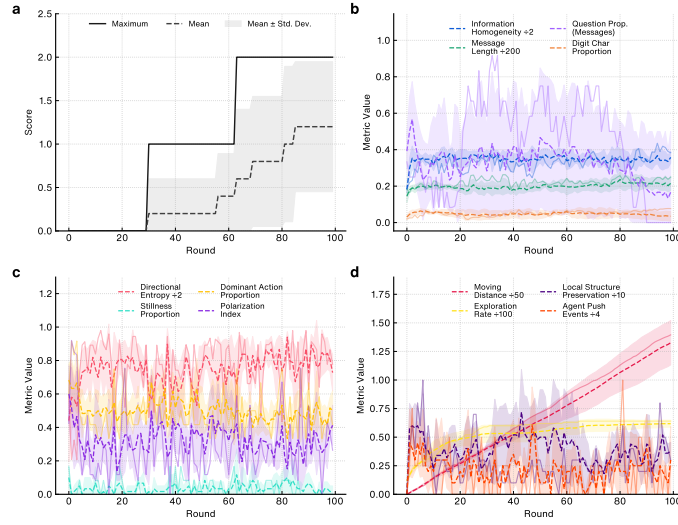 a
Maximum
Mean
Mean ± Std. Dev.
2.5
2.0
1.5
1.0
0.5
0.0
Score
0
20
40
60
80
100
Round
b
Information
Homogeneity ÷2
Message
Length ÷200
Question Prop.
(Messages)
Digit Char
Proportion
1.0
0.8
0.6
0.4
0.2
0.0
Metric Value
0
20
40
60
80
100
Round
c
Directional
Entropy ÷2
Stillness
Proportion
Dominant Action
Proportion
Polarization
Index
1.2
1.0
0.8
0.6
0.4
0.2
0.0
Metric Value
0
20
40
60
80
100
Round
d
Moving
Distance ÷50
Exploration
Rate ÷100
Local Structure
Preservation ÷10
Agent Push
Events ÷4
1.75
1.50
1.25
1.00
0.75
0.50
0.25
0.00
Metric Value
0
20
40
60
80
100
Round